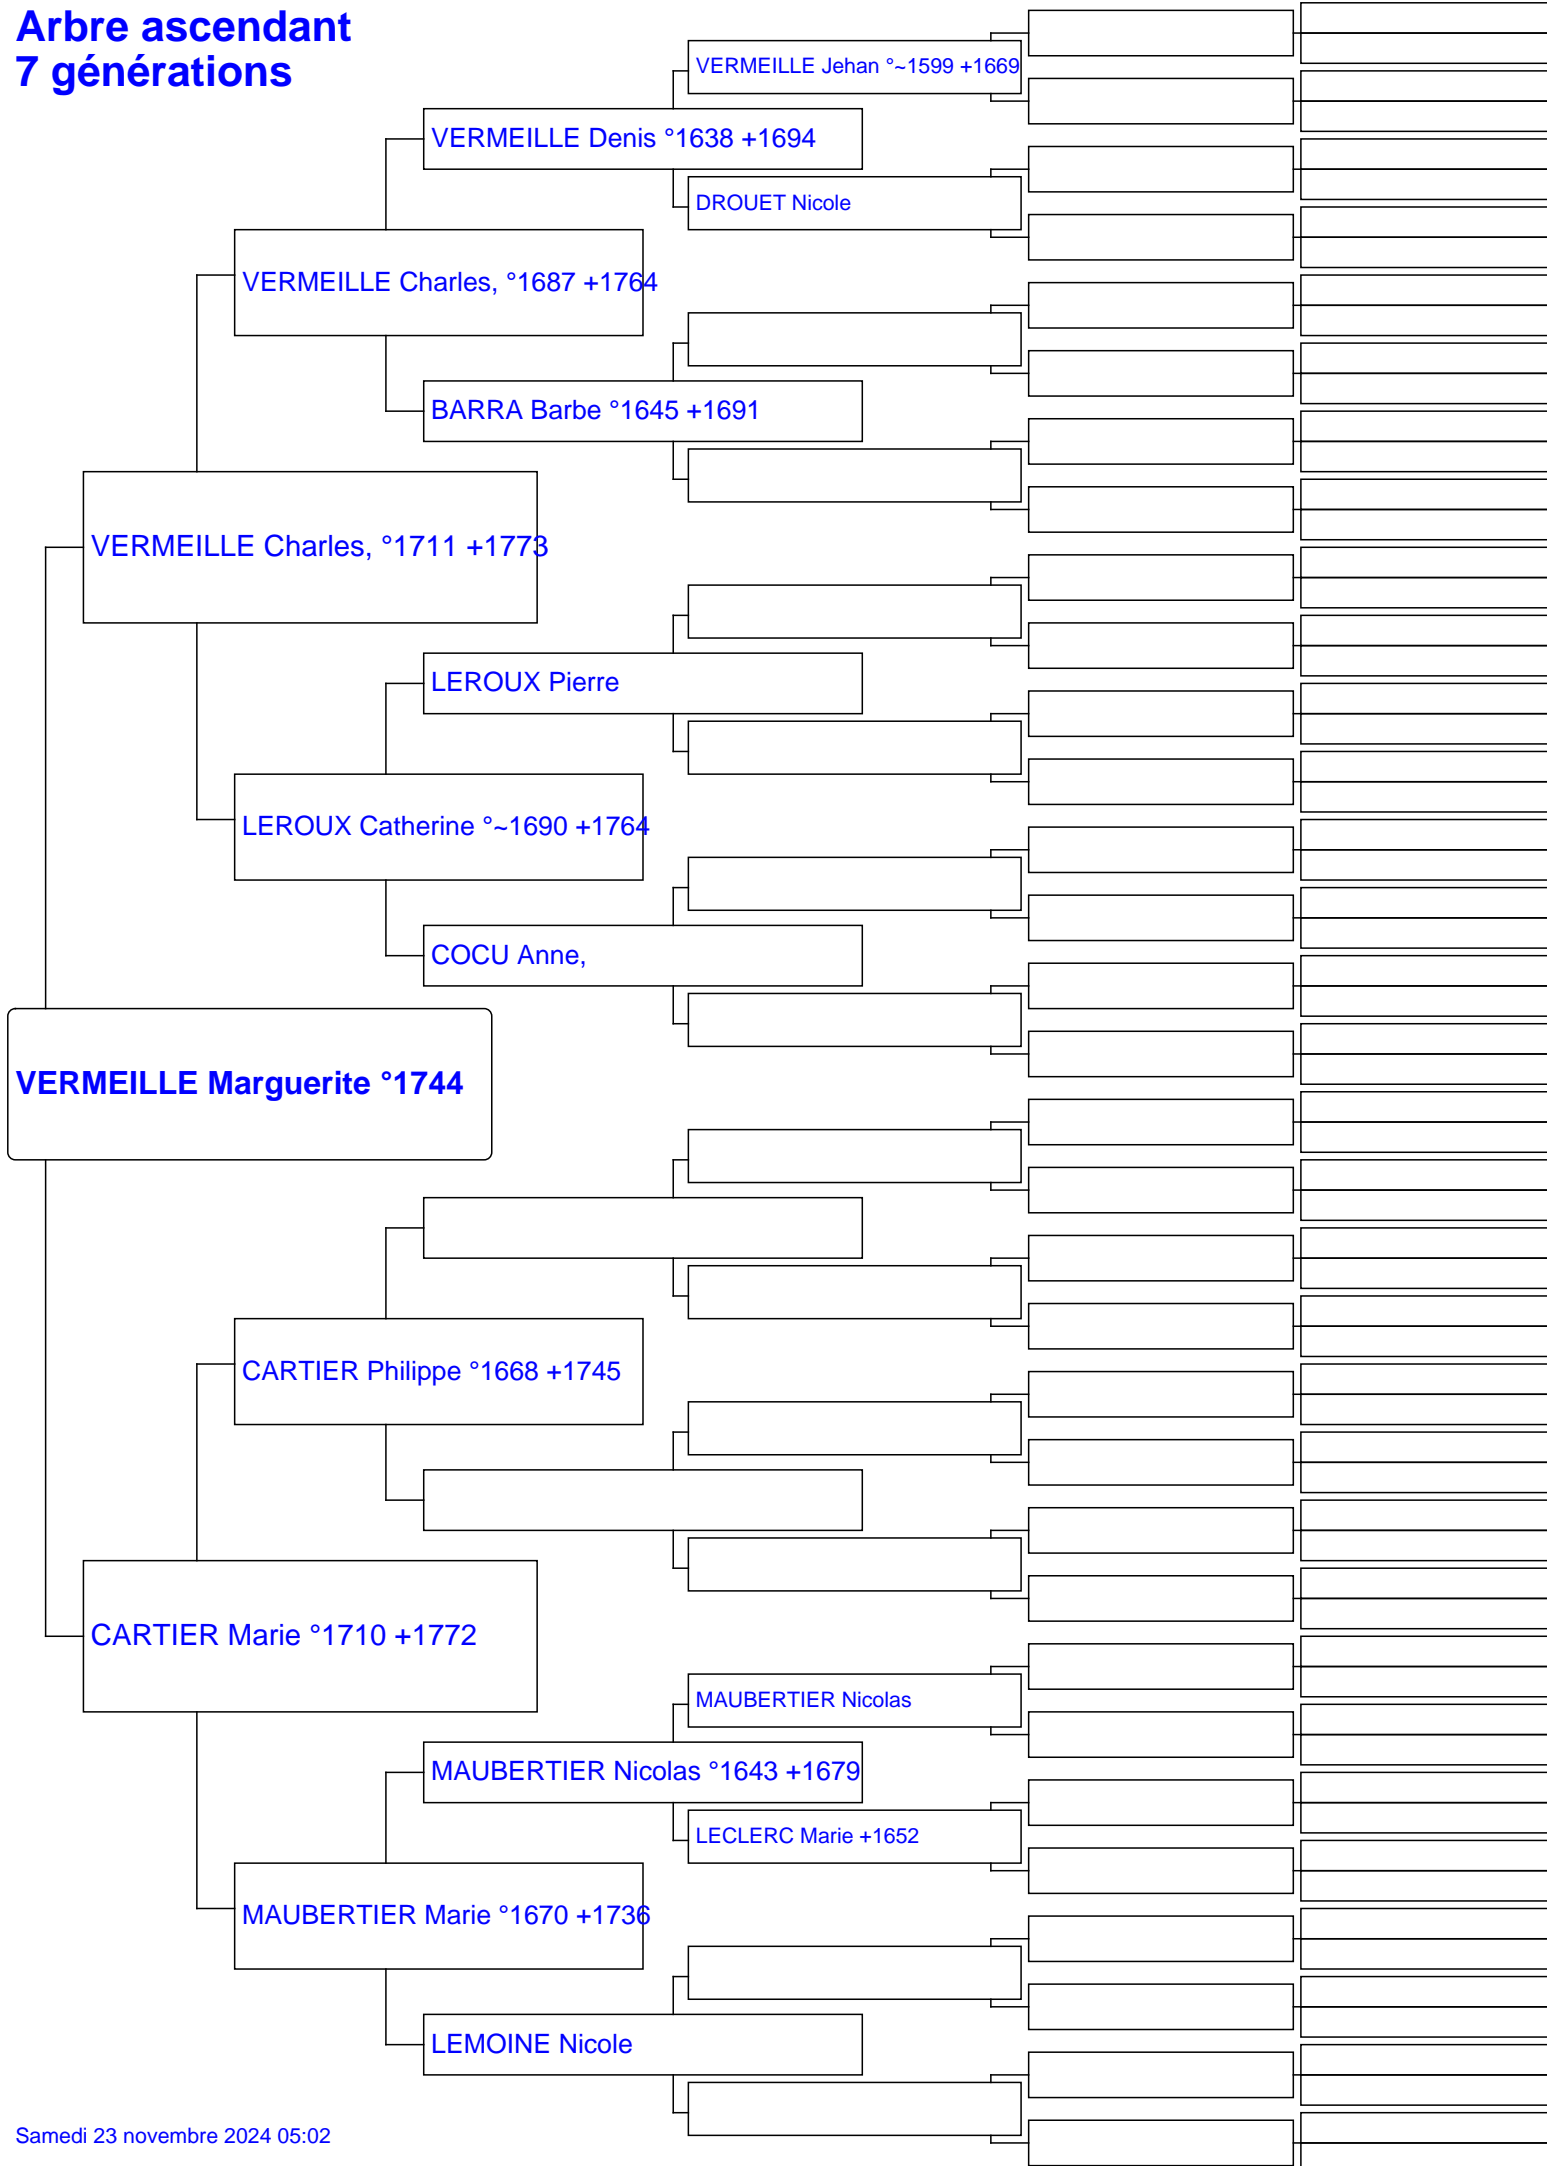 Arbre ascendant
7 générations
VERMEILLE Jehan °~1599 +1669
VERMEILLE Denis °1638 +1694
DROUET Nicole
VERMEILLE Charles, °1687 +1764
BARRA Barbe °1645 +1691
VERMEILLE Charles, °1711 +1773
LEROUX Pierre
LEROUX Catherine °~1690 +1764
COCU Anne,
VERMEILLE Marguerite °1744
CARTIER Philippe °1668 +1745
CARTIER Marie °1710 +1772
MAUBERTIER Nicolas
MAUBERTIER Nicolas °1643 +1679
LECLERC Marie +1652
MAUBERTIER Marie °1670 +1736
LEMOINE Nicole
Samedi 23 novembre 2024 05:02